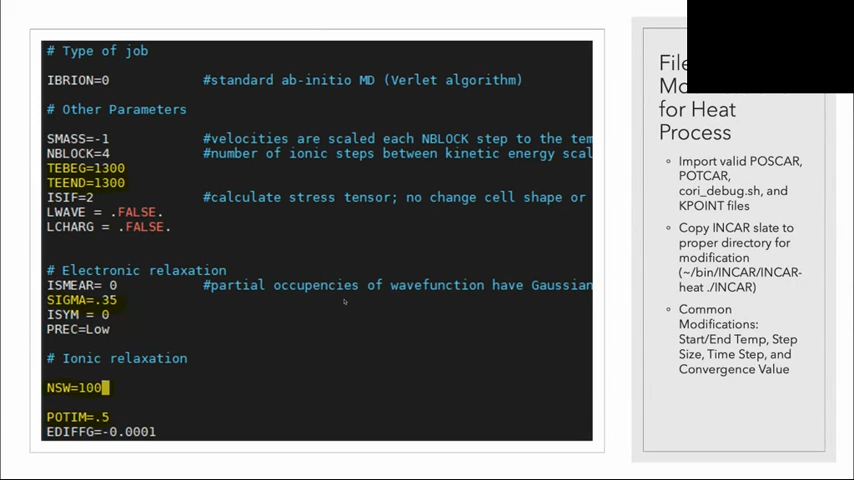 # Type of job
IBRION=0 #standard ab-initio MD (Verlet algorithm)
# Other Parameters
SMASS=-1 #velocities are scaled each NBLOCK step to the tem
NBLOCK=4 #number of ionic steps between kinetic energy scal
TEBEG=1300
TEEND=1300
ISIF=2 #calculate stress tensor; no change cell shape or
LWAVE = .FALSE.
LCHARG = .FALSE.
# Electronic relaxation
ISMEAR= 0 #partial occupencies of wavefunction have Gaussian
SIGMA=.35
ISYM = 0
PREC=Low
# Ionic relaxation
NSW=100
POTIM=.5
EDIFFG=-0.0001
for Heat
Process
◦ Import valid POSCAR,
POTCAR,
cori_debug.sh, and
KPOINT files
◦ Copy INCAR slate to
proper directory for
modification
(~/bin/INCAR/INCAR-
heat ./INCAR)
◦ Common
Modifications:
Start/End Temp, Step
Size, Time Step, and
Convergence Value